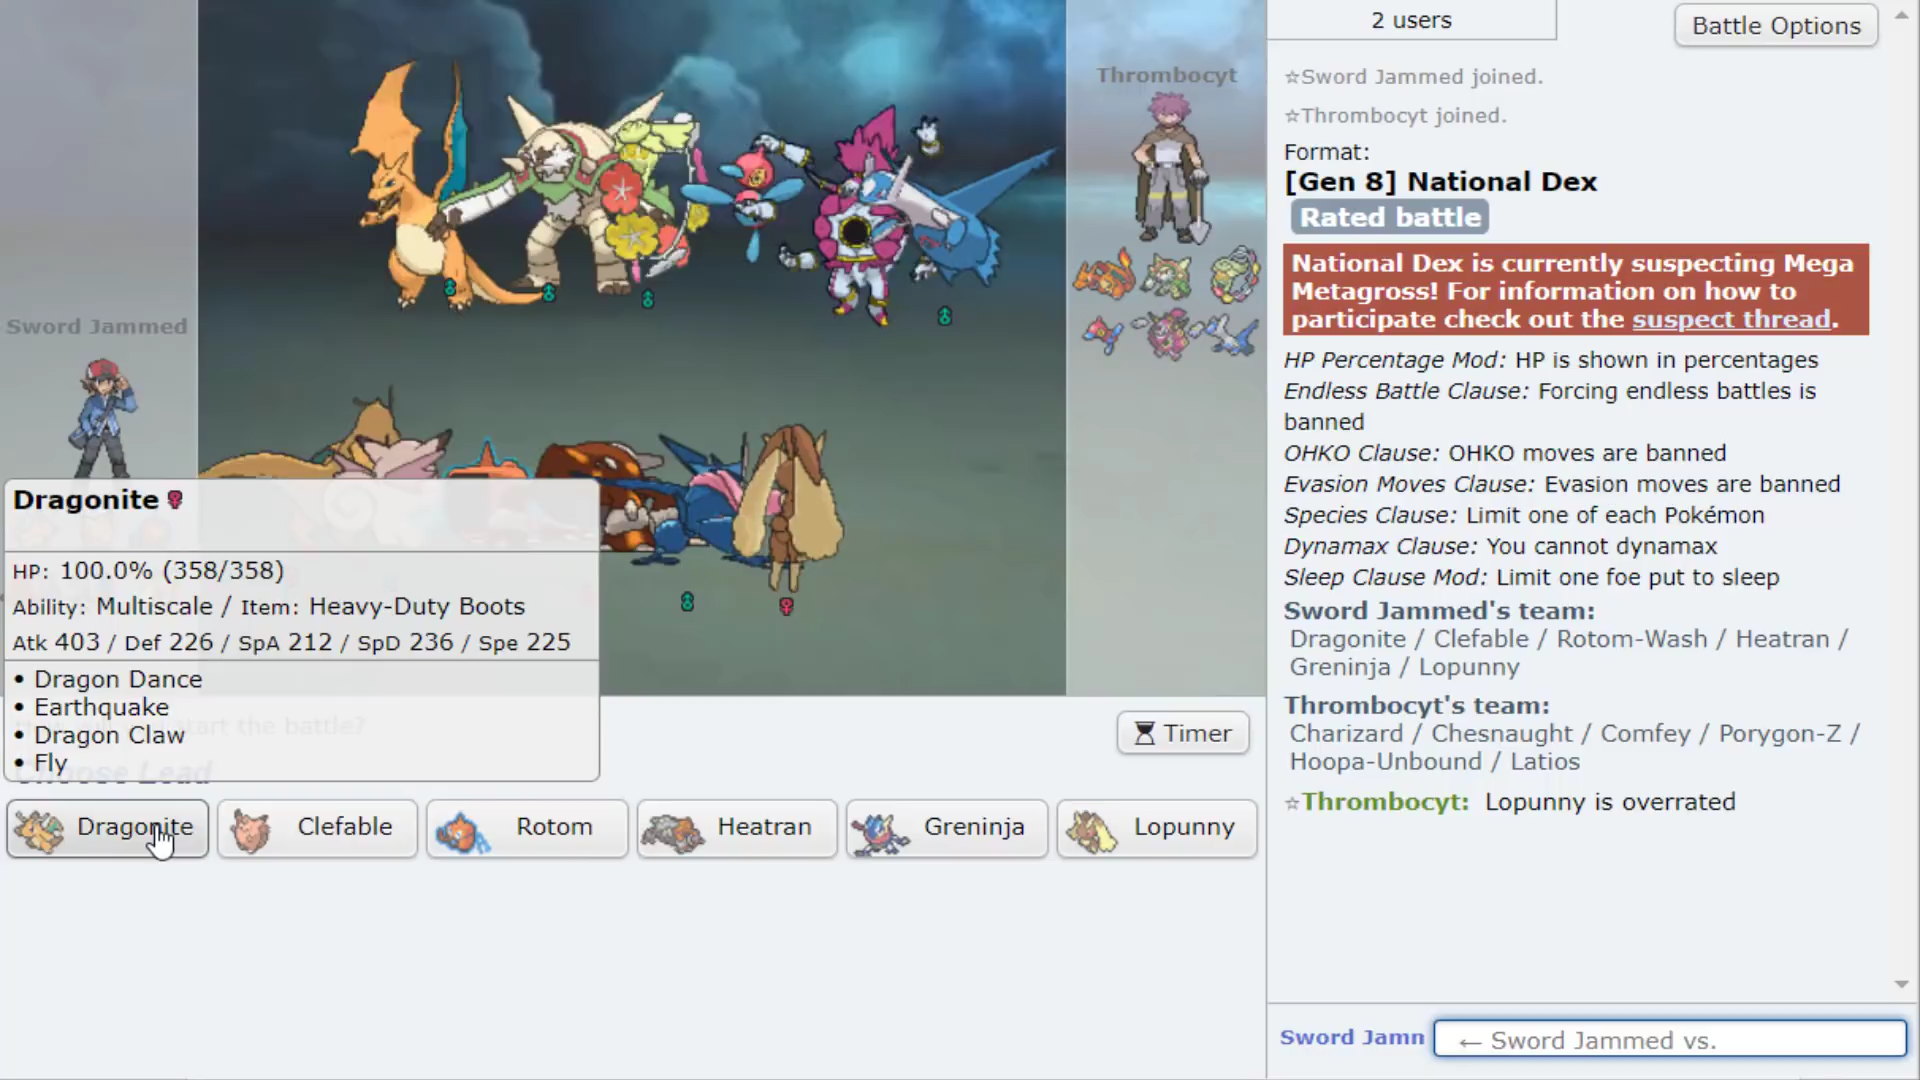 2 users
Battle Options
☆Sword Jammed joined.
☆Thrombocyt joined.
Format:
[Gen 8] National Dex
Rated battle
National Dex is currently suspecting Mega
Metagross! For information on how to
participate check out the suspect thread.
HP Percentage Mod: HP is shown in percentages
Endless Battle Clause: Forcing endless battles is
banned
OHKO Clause: OHKO moves are banned
Evasion Moves Clause: Evasion moves are banned
Species Clause: Limit one of each Pokémon
Dynamax Clause: You cannot dynamax
Sleep Clause Mod: Limit one foe put to sleep
Sword Jammed's team:
Dragonite / Clefable / Rotom-Wash / Heatran /
Greninja / Lopunny
Thrombocyt's team:
Charizard / Chesnaught / Comfey / Porygon-Z /
Hoopa-Unbound / Latios
☆Thrombocyt: Lopunny is overrated
Sword Jamn
← Sword Jammed vs.
Thrombocyt
Sword Jammed
Dragonite
HP: 100.0% (358/358)
Ability: Multiscale / Item: Heavy-Duty Boots
Atk 403 / Def 226 / SpA 212 / SpD 236 / Spe 225
• Dragon Dance
• Earthquake
• Dragon Claw
• Fly
start the battle?
Choose Lead
Timer
Dragonite
Clefable
Rotom
Heatran
Greninja
Lopunny